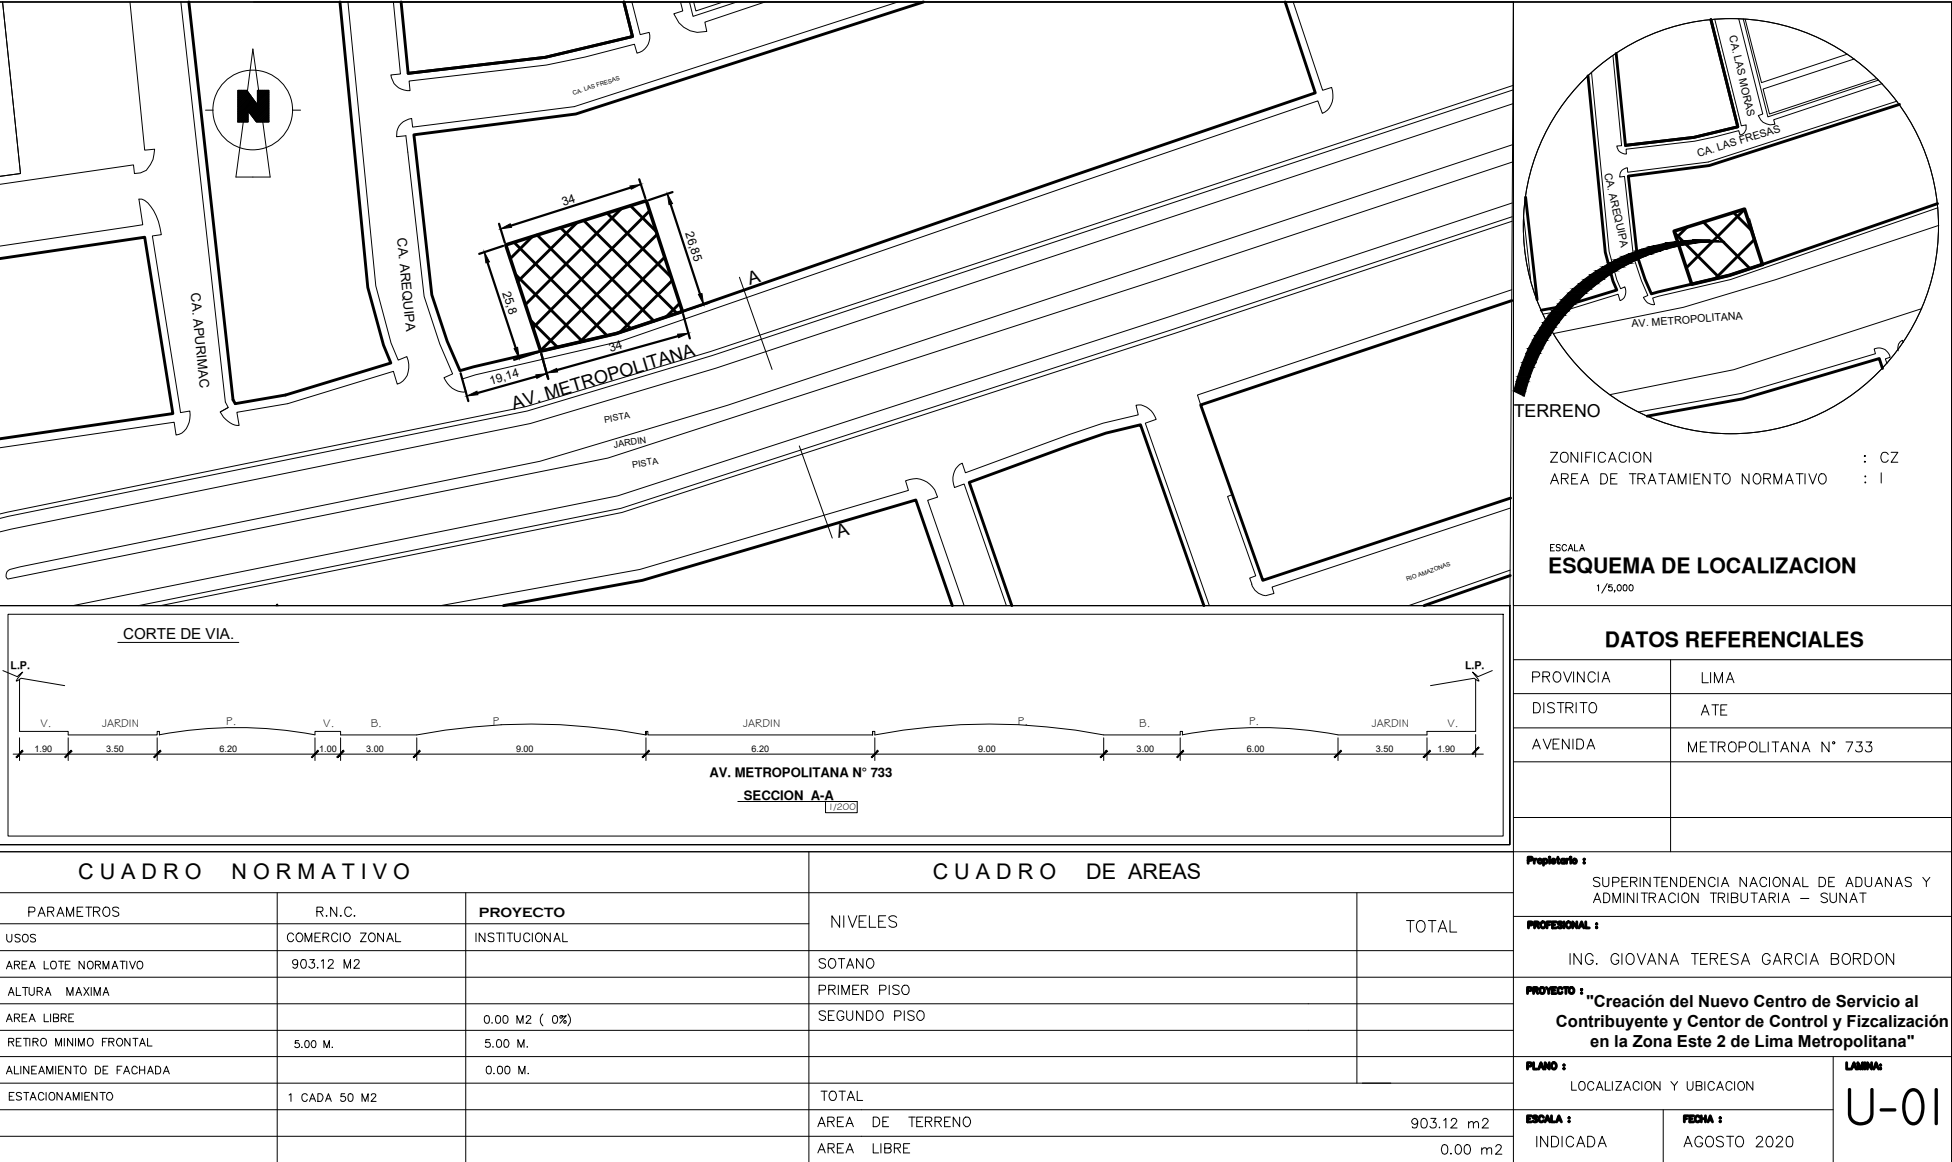 N
CA. LAS FRESAS
34
26,85
25,8
34
19,14
CA. AREQUIPA
CA. APURIMAC
AV. METROPOLITANA
A
PISTA
JARDIN
PISTA
A
RIO AMAZONAS
CA. LAS MORAS
CA. LAS FRESAS
CA. AREQUIPA
AV. METROPOLITANA
TERRENO
ZONIFICACION : CZ
AREA DE TRATAMIENTO NORMATIVO : I
ESCALA
ESQUEMA DE LOCALIZACION
1/5,000
CORTE DE VIA.
L.P. L.P.
V. JARDIN P. V. B. P. JARDIN P. B. P. JARDIN V.
1.90 3.50 6.20 1.00 3.00 9.00 6.20 9.00 3.00 6.00 3.50 1.90
AV. METROPOLITANA N° 733
SECCION A-A
1/200
DATOS REFERENCIALES
PROVINCIA LIMA
DISTRITO ATE
AVENIDA METROPOLITANA N° 733
CUADRO NORMATIVO
PARAMETROS R.N.C. PROYECTO
USOS COMERCIO ZONAL INSTITUCIONAL
AREA LOTE NORMATIVO 903.12 M2
ALTURA MAXIMA
AREA LIBRE 0.00 M2 ( 0%)
RETIRO MINIMO FRONTAL 5.00 M. 5.00 M.
ALINEAMIENTO DE FACHADA 0.00 M.
ESTACIONAMIENTO 1 CADA 50 M2
CUADRO DE AREAS
NIVELES TOTAL
SOTANO
PRIMER PISO
SEGUNDO PISO
TOTAL
AREA DE TERRENO 903.12 m2
AREA LIBRE 0.00 m2
Propietario :
SUPERINTENDENCIA NACIONAL DE ADUANAS Y
ADMINITRACION TRIBUTARIA – SUNAT
PROFESIONAL :
ING. GIOVANA TERESA GARCIA BORDON
PROYECTO :
"Creación del Nuevo Centro de Servicio al
Contribuyente y Centor de Control y Fizcalización
en la Zona Este 2 de Lima Metropolitana"
PLANO :
LOCALIZACION Y UBICACION
LAMINA:
U-01
ESCALA :
INDICADA
FECHA :
AGOSTO 2020